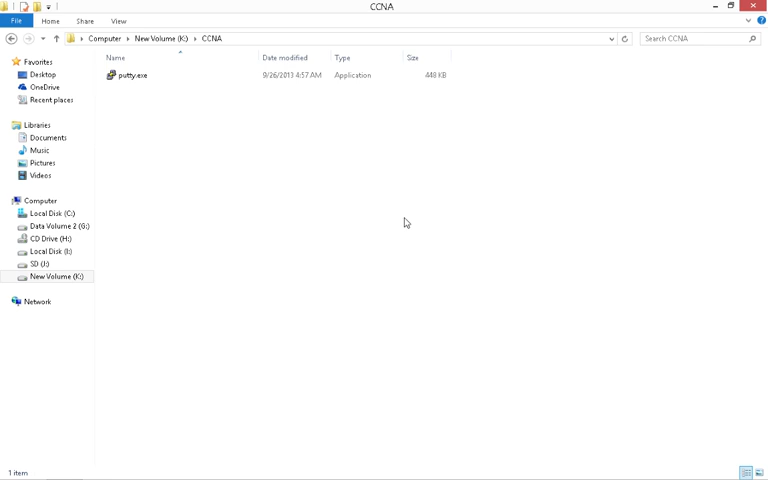 CCNA
File Home Share View
Computer New Volume (K:) CCNA
Search CCNA
Name Date modified Type Size
putty.exe 9/26/2013 4:57 AM Application 448 KB
Favorites
Desktop
OneDrive
Recent places
Libraries
Documents
Music
Pictures
Videos
Computer
Local Disk (C:)
Data Volume 2 (G:)
CD Drive (H:)
Local Disk (I:)
SD (J:)
New Volume (K:)
Network
1 item